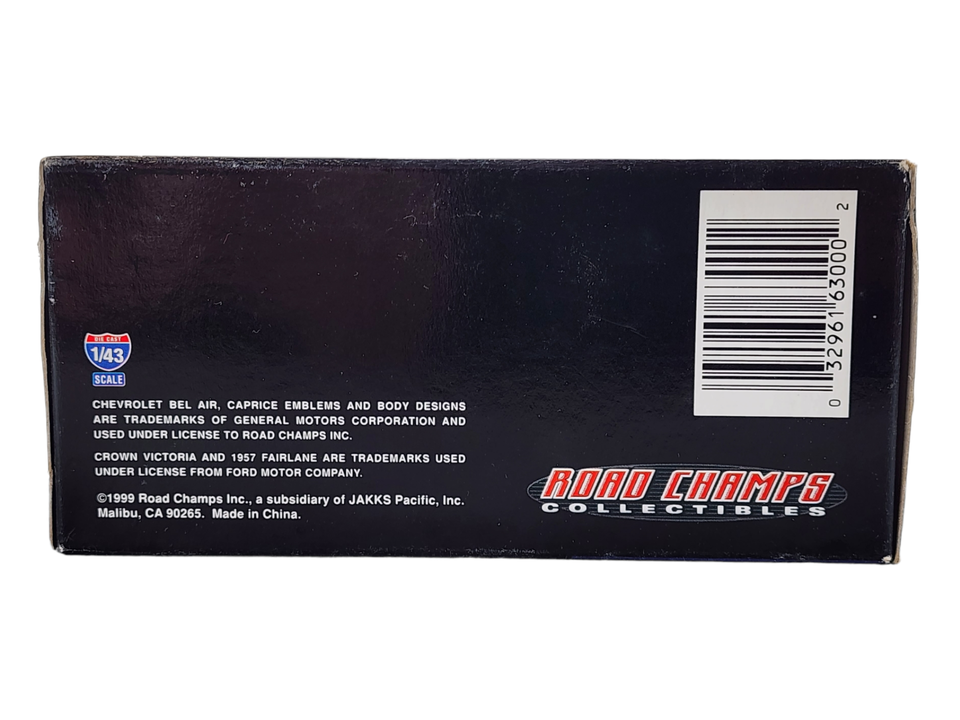 DIE CAST
1/43
SCALE
CHEVROLET BEL AIR, CAPRICE EMBLEMS AND BODY DESIGNS
ARE TRADEMARKS OF GENERAL MOTORS CORPORATION AND
USED UNDER LICENSE TO ROAD CHAMPS INC.
CROWN VICTORIA AND 1957 FAIRLANE ARE TRADEMARKS USED
UNDER LICENSE FROM FORD MOTOR COMPANY.
©1999 Road Champs Inc., a subsidiary of JAKKS Pacific, Inc.
Malibu, CA 90265. Made in China.
0 32961 63000 2
ROAD CHAMPS
COLLECTIBLES